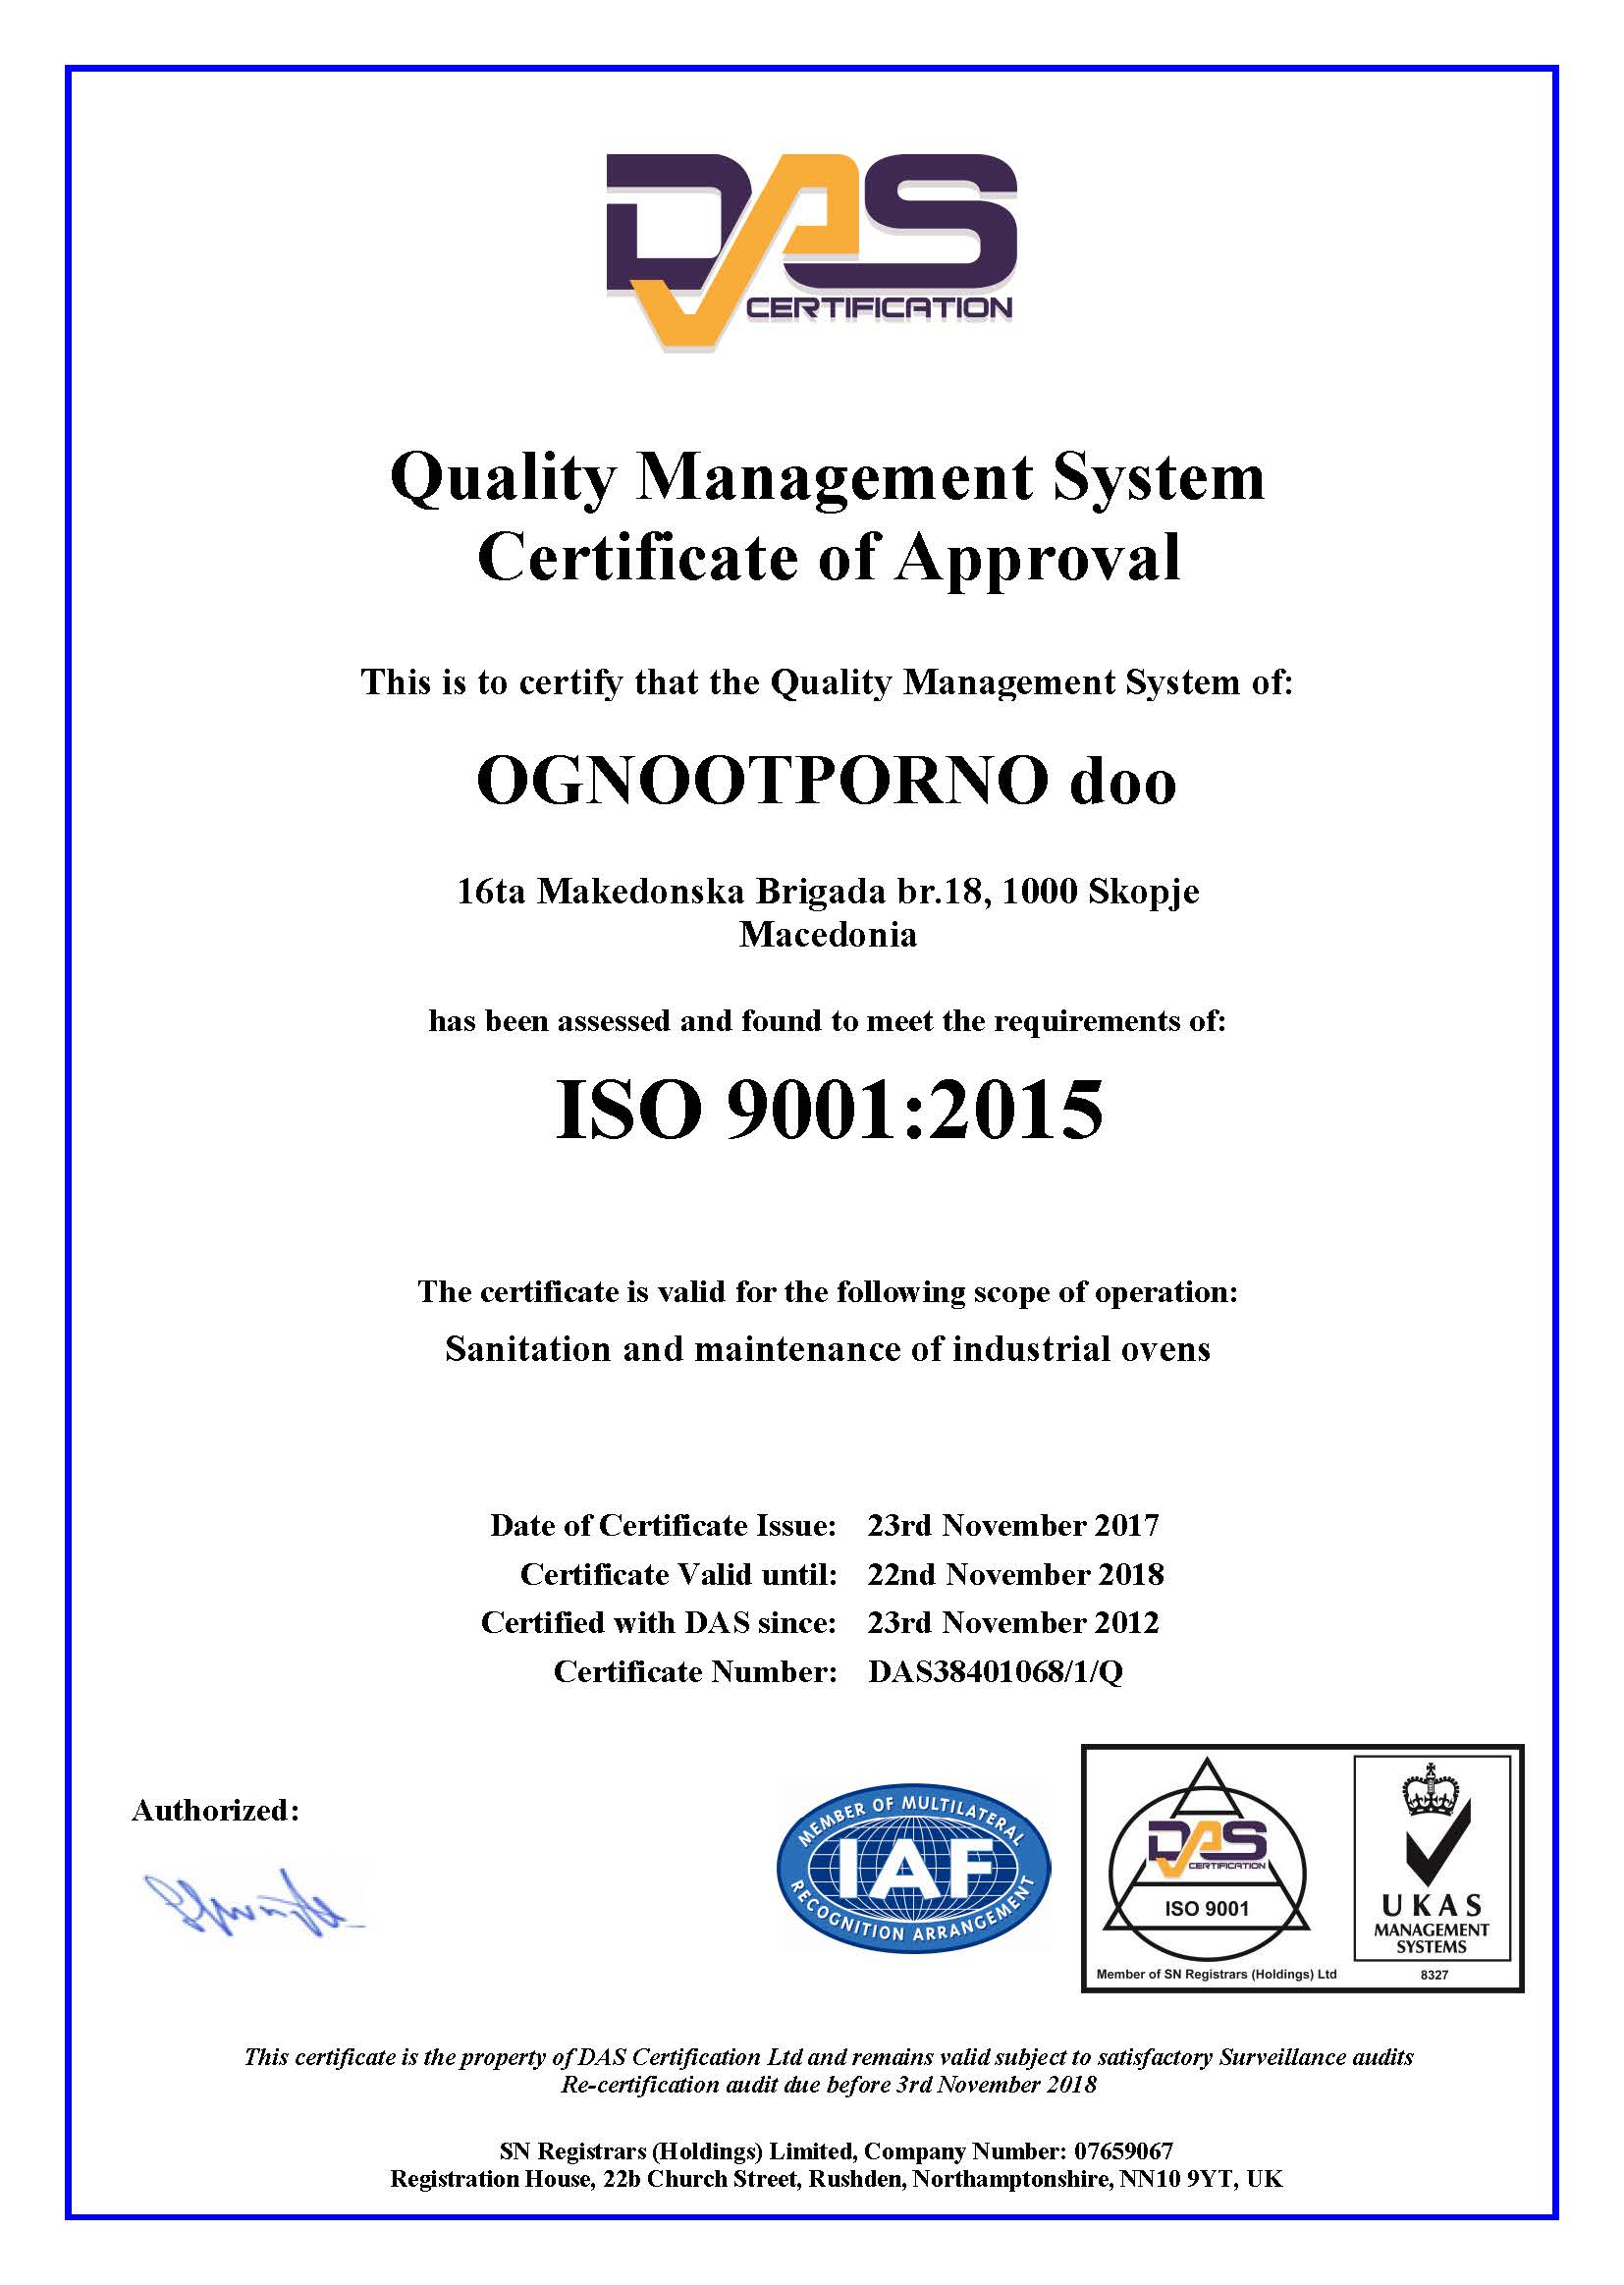 DAS
CERTIFICATION
Quality Management System
Certificate of Approval
This is to certify that the Quality Management System of:
OGNOOTPORNO doo
16ta Makedonska Brigada br.18, 1000 Skopje
Macedonia
has been assessed and found to meet the requirements of:
ISO 9001:2015
The certificate is valid for the following scope of operation:
Sanitation and maintenance of industrial ovens
Date of Certificate Issue: 23rd November 2017
Certificate Valid until: 22nd November 2018
Certified with DAS since: 23rd November 2012
Certificate Number: DAS38401068/1/Q
Authorized:
MEMBER OF MULTILATERAL
IAF
RECOGNITION ARRANGEMENT
DAS
CERTIFICATION
ISO 9001
Member of SN Registrars (Holdings) Ltd
UKAS
MANAGEMENT
SYSTEMS
8327
This certificate is the property of DAS Certification Ltd and remains valid subject to satisfactory Surveillance audits
Re-certification audit due before 3rd November 2018
SN Registrars (Holdings) Limited, Company Number: 07659067
Registration House, 22b Church Street, Rushden, Northamptonshire, NN10 9YT, UK